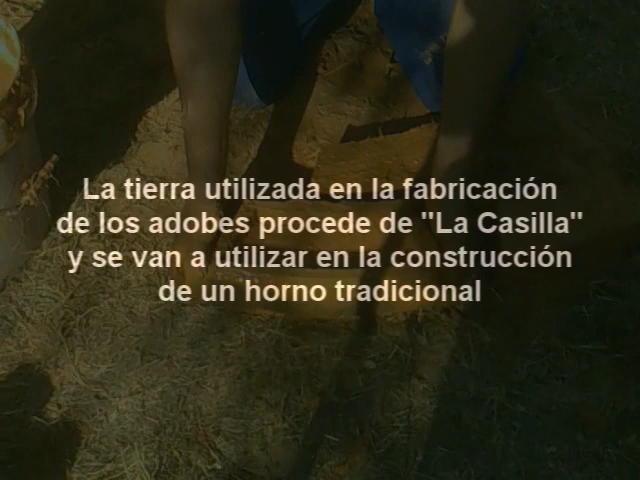 La tierra utilizada en la fabricación
de los adobes procede de "La Casilla"
y se van a utilizar en la construcción
de un horno tradicional